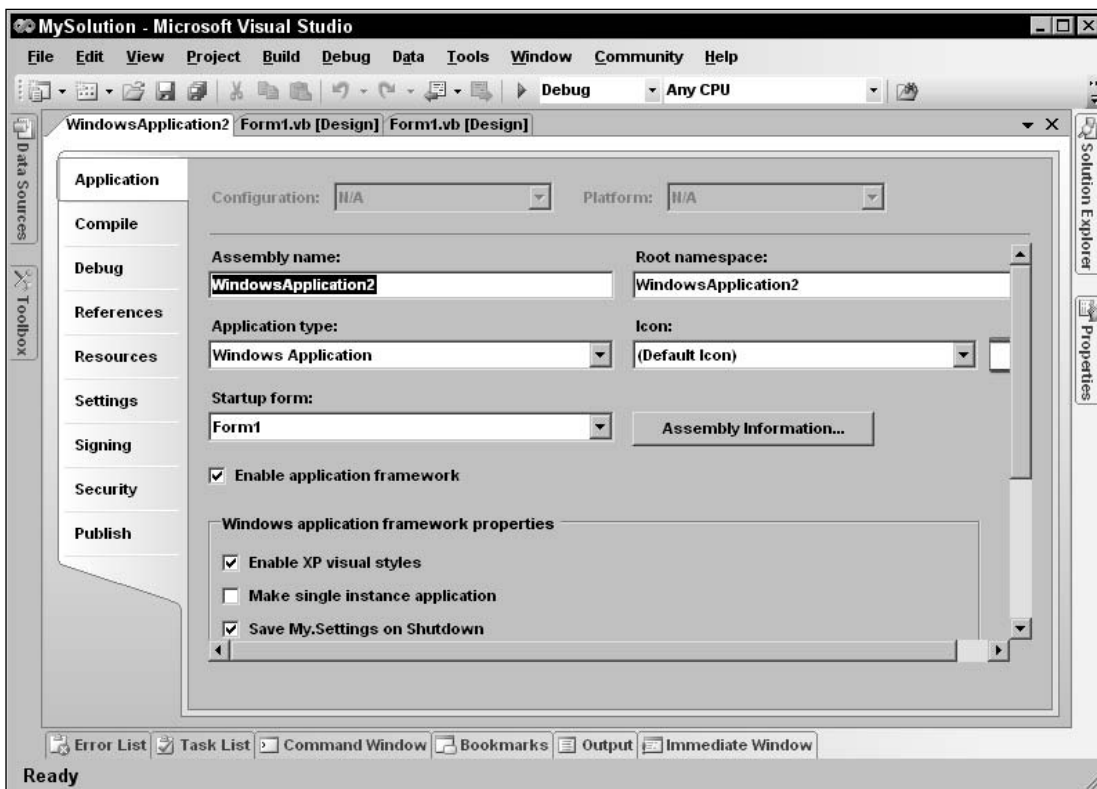 MySolution - Microsoft Visual Studio
File Edit View Project Build Debug Data Tools Window Community Help
Debug Any CPU
WindowsApplication2 Form1.vb [Design] Form1.vb [Design]
Data Sources
Toolbox
Application
Compile
Debug
References
Resources
Settings
Signing
Security
Publish
Configuration: N/A Platform: N/A
Assembly name: Root namespace:
WindowsApplication2 WindowsApplication2
Application type: Icon:
Windows Application (Default Icon)
Startup form:
Form1 Assembly Information...
Enable application framework
Windows application framework properties
Enable XP visual styles
Make single instance application
Save My.Settings on Shutdown
Solution Explorer
Properties
Error List Task List Command Window Bookmarks Output Immediate Window
Ready